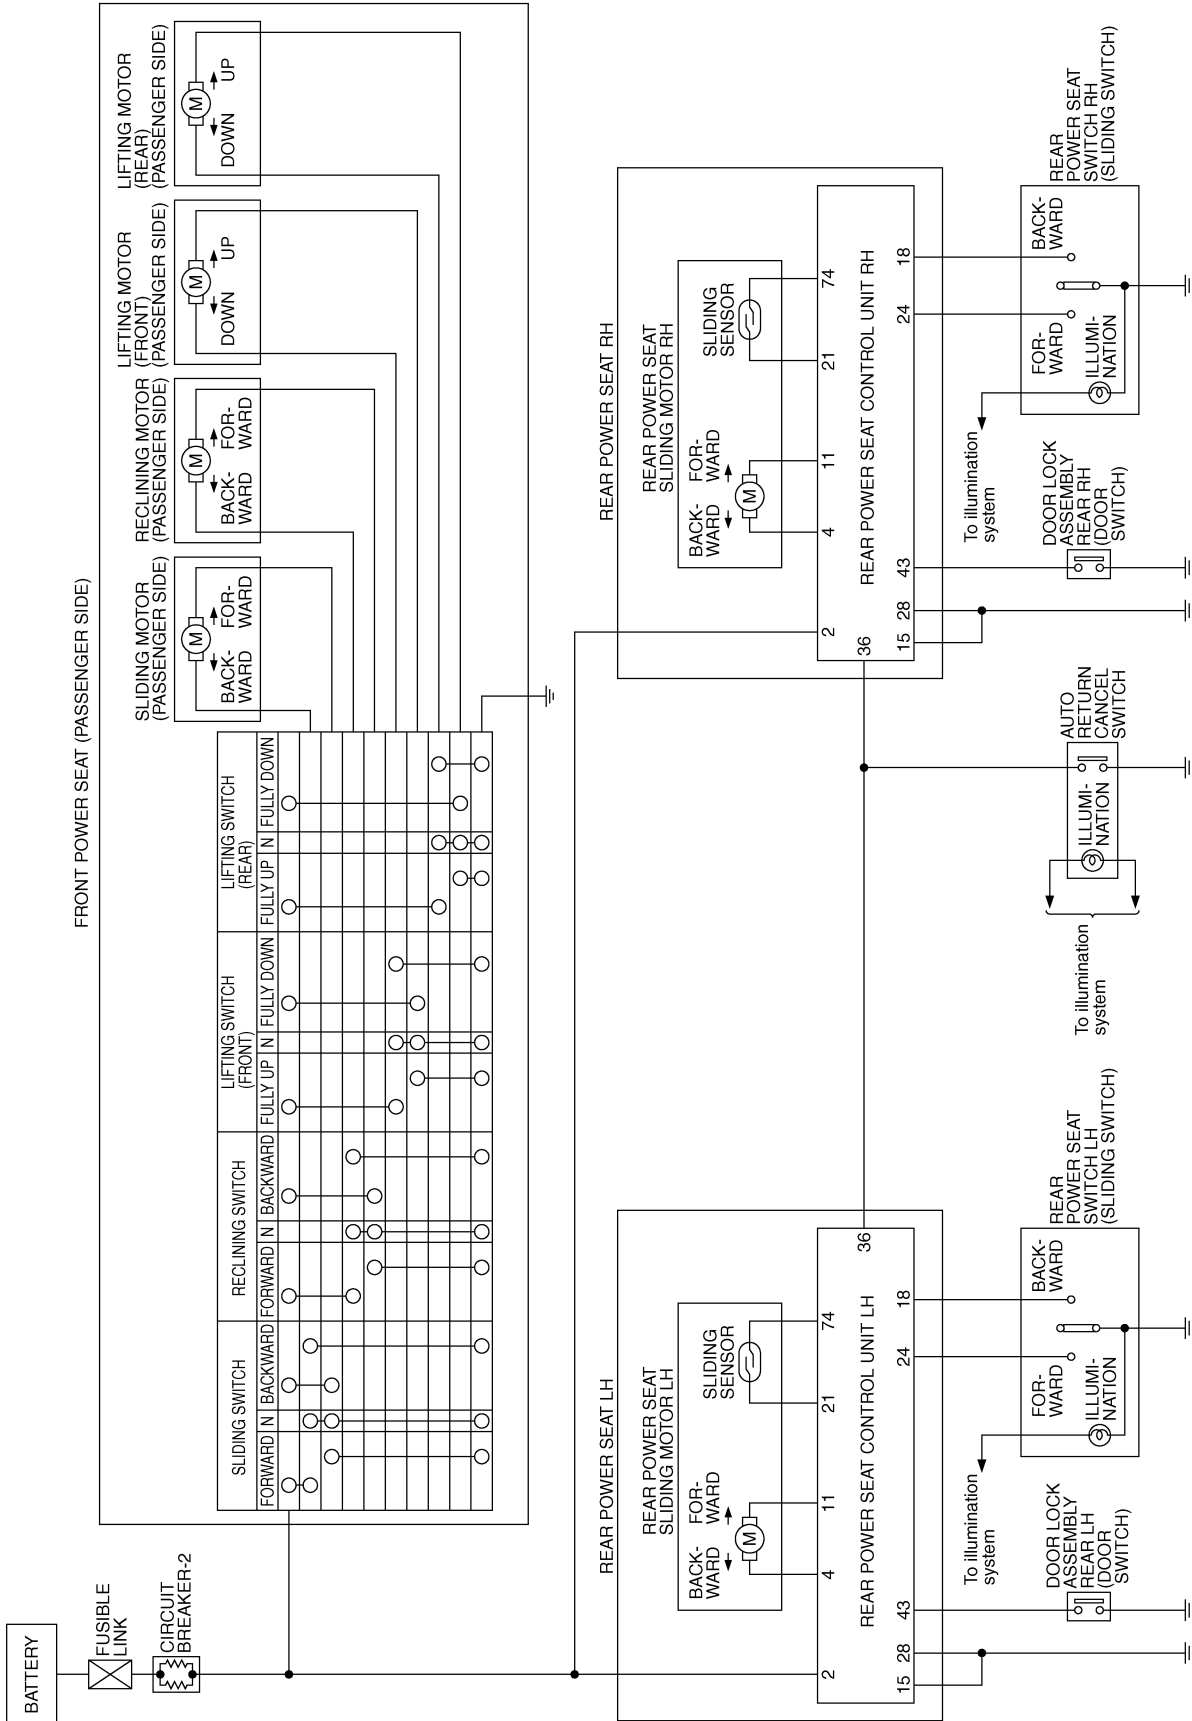 BATTERY
FUSIBLE
LINK
CIRCUIT
BREAKER-2
FRONT POWER SEAT (PASSENGER SIDE)
SLIDING SWITCH
FORWARD
N
BACKWARD
RECLINING SWITCH
FORWARD
N
BACKWARD
LIFTING SWITCH
(FRONT)
FULLY UP
N
FULLY DOWN
LIFTING SWITCH
(REAR)
FULLY UP
N
FULLY DOWN
SLIDING MOTOR
(PASSENGER SIDE)
M
BACK-
WARD
FOR-
WARD
RECLINING MOTOR
(PASSENGER SIDE)
M
BACK-
WARD
FOR-
WARD
LIFTING MOTOR
(FRONT)
(PASSENGER SIDE)
M
DOWN
UP
LIFTING MOTOR
(REAR)
(PASSENGER SIDE)
M
DOWN
UP
REAR POWER SEAT LH
REAR POWER SEAT
SLIDING MOTOR LH
BACK-
WARD
FOR-
WARD
M
SLIDING
SENSOR
2
4
11
21
74
REAR POWER SEAT CONTROL UNIT LH
36
15
28
43
24
18
To illumination
system
DOOR LOCK
ASSEMBLY
REAR LH
(DOOR
SWITCH)
REAR
POWER SEAT
SWITCH LH
(SLIDING SWITCH)
FOR-
WARD
BACK-
WARD
ILLUMI-
NATION
To illumination
system
ILLUMI-
NATION
AUTO
RETURN
CANCEL
SWITCH
REAR POWER SEAT RH
REAR POWER SEAT
SLIDING MOTOR RH
BACK-
WARD
FOR-
WARD
M
SLIDING
SENSOR
2
4
11
21
74
36
REAR POWER SEAT CONTROL UNIT RH
15
28
43
24
18
To illumination
system
DOOR LOCK
ASSEMBLY
REAR RH
(DOOR
SWITCH)
REAR
POWER SEAT
SWITCH RH
(SLIDING SWITCH)
FOR-
WARD
BACK-
WARD
ILLUMI-
NATION